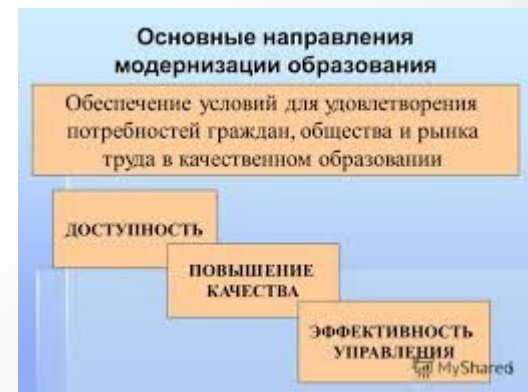 Основные направления
модернизации образования
Обеспечение условий для удовлетворения
потребностей граждан, общества и рынка
труда в качественном образовании
ДОСТУПНОСТЬ
ПОВЫШЕНИЕ
КАЧЕСТВА
ЭФФЕКТИВНОСТЬ
УПРАВЛЕНИЯ
MyShared